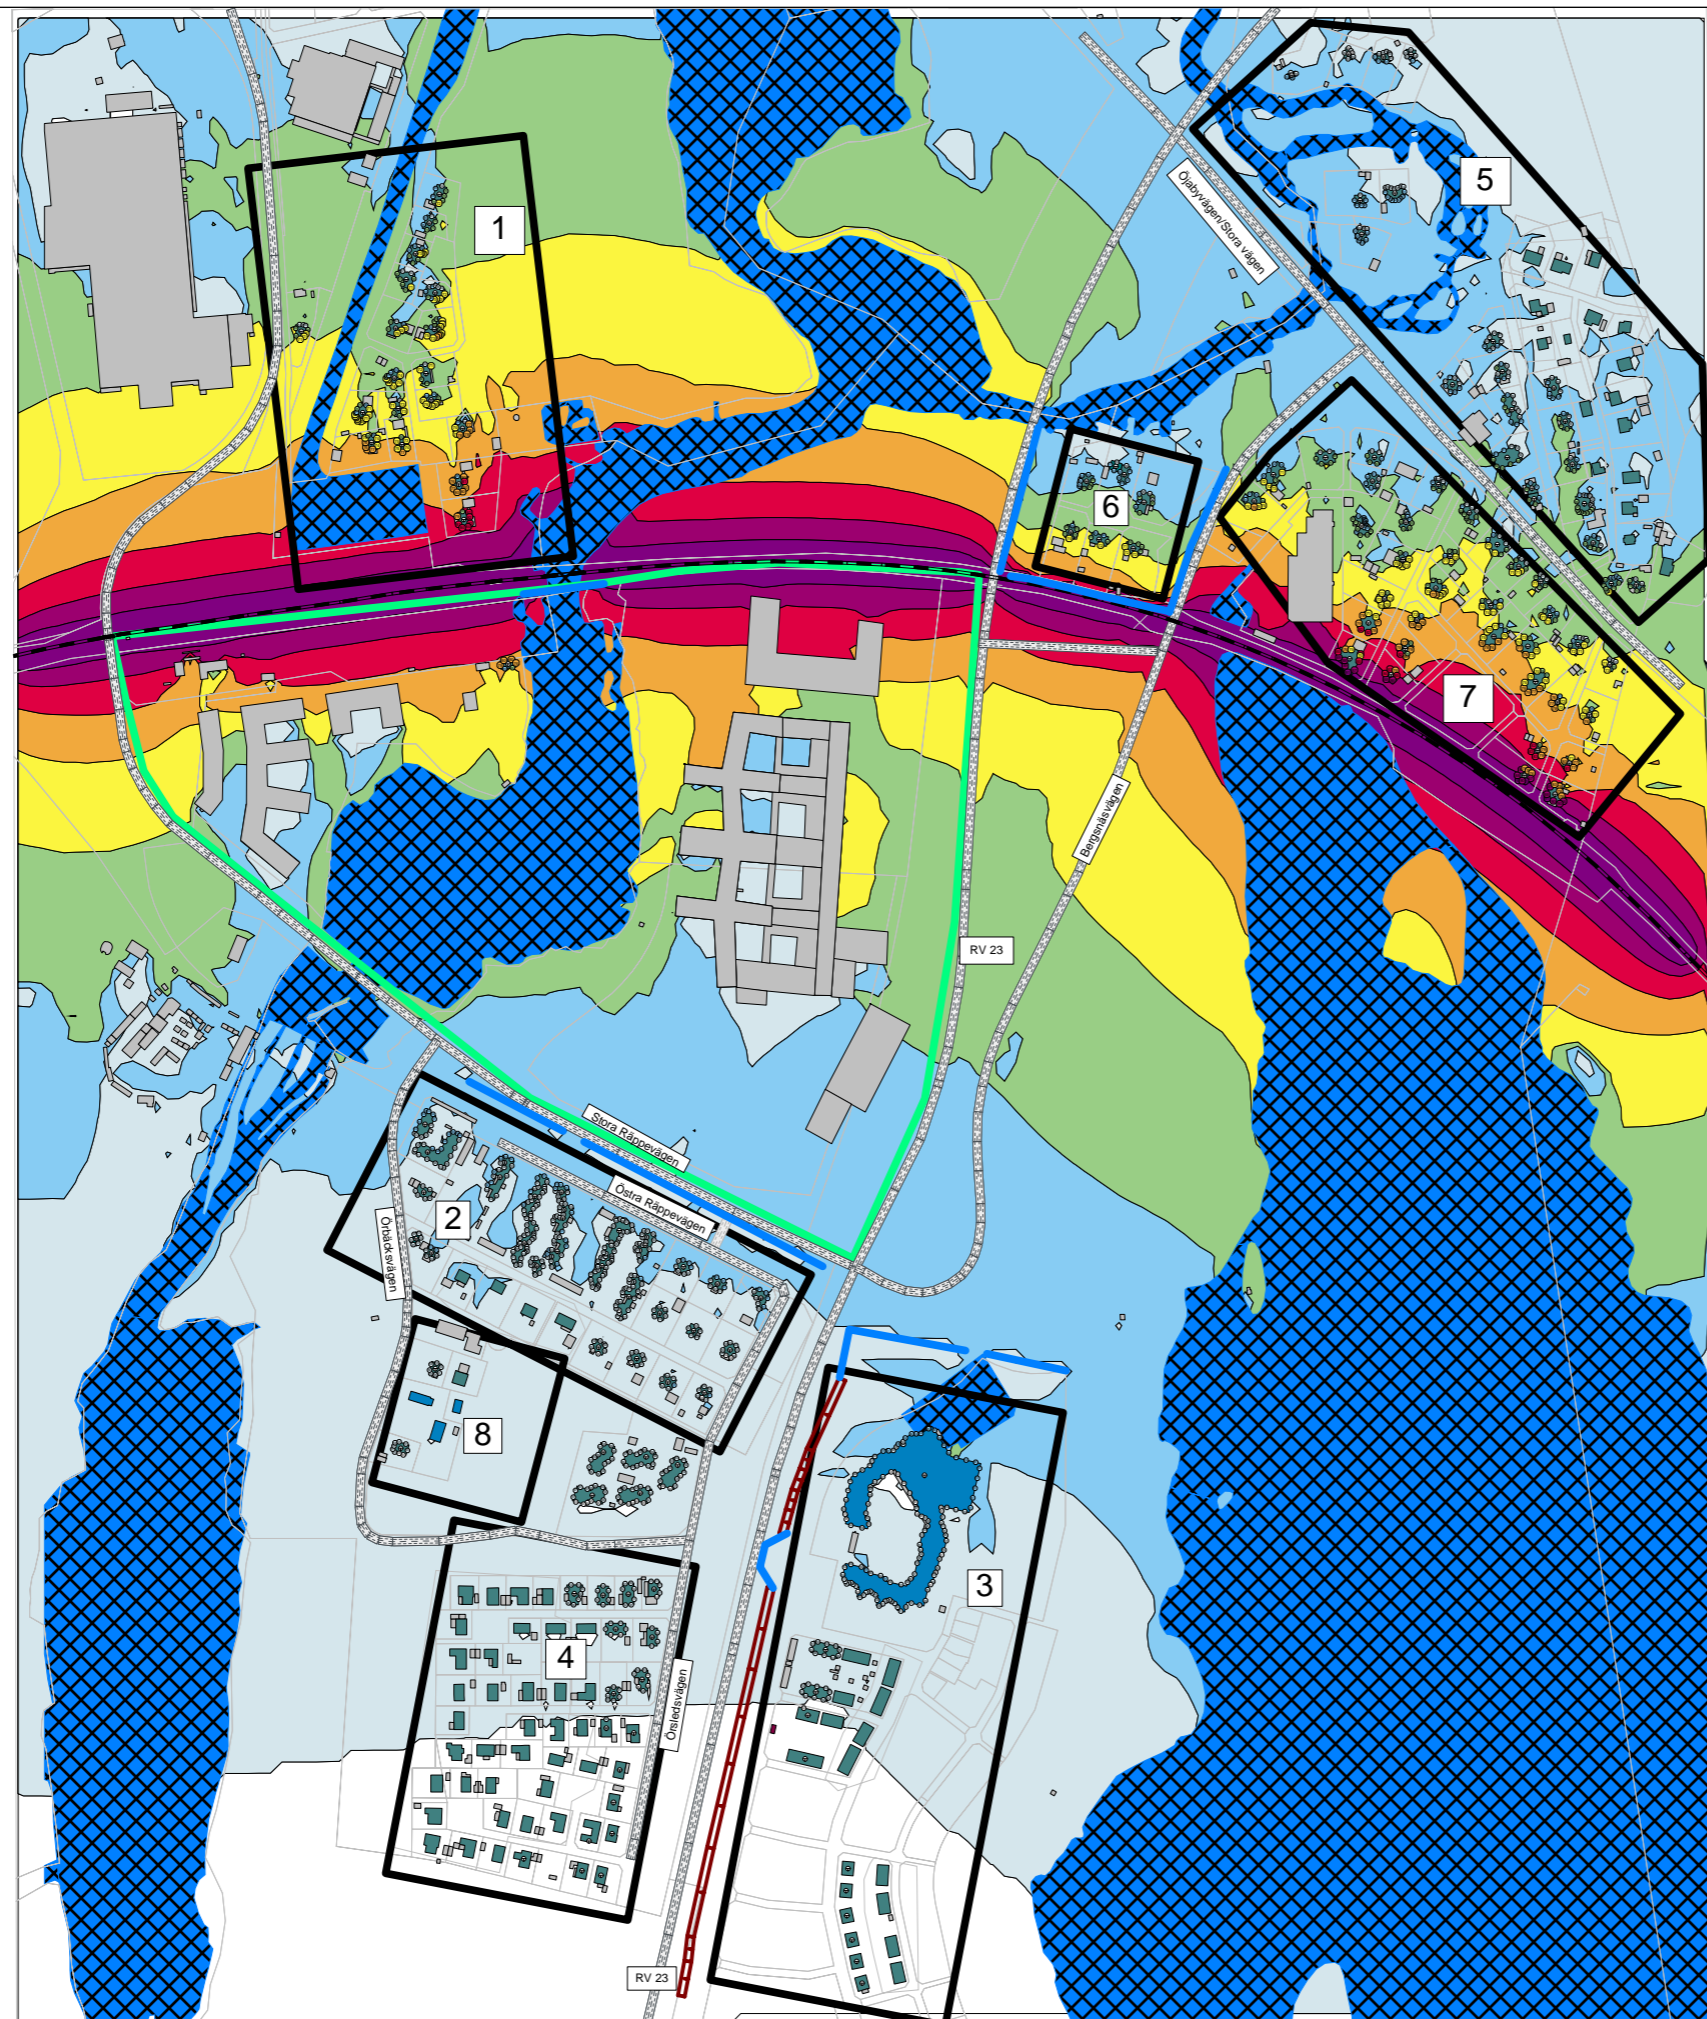 1
5
Öjabyvägen/Stora vägen
6
7
Bergsnäsvägen
RV 23
Stora Räppevägen
Östra Räppevägen
2
Örbäcksvägen
8
3
4
Örsledsvägen
RV 23